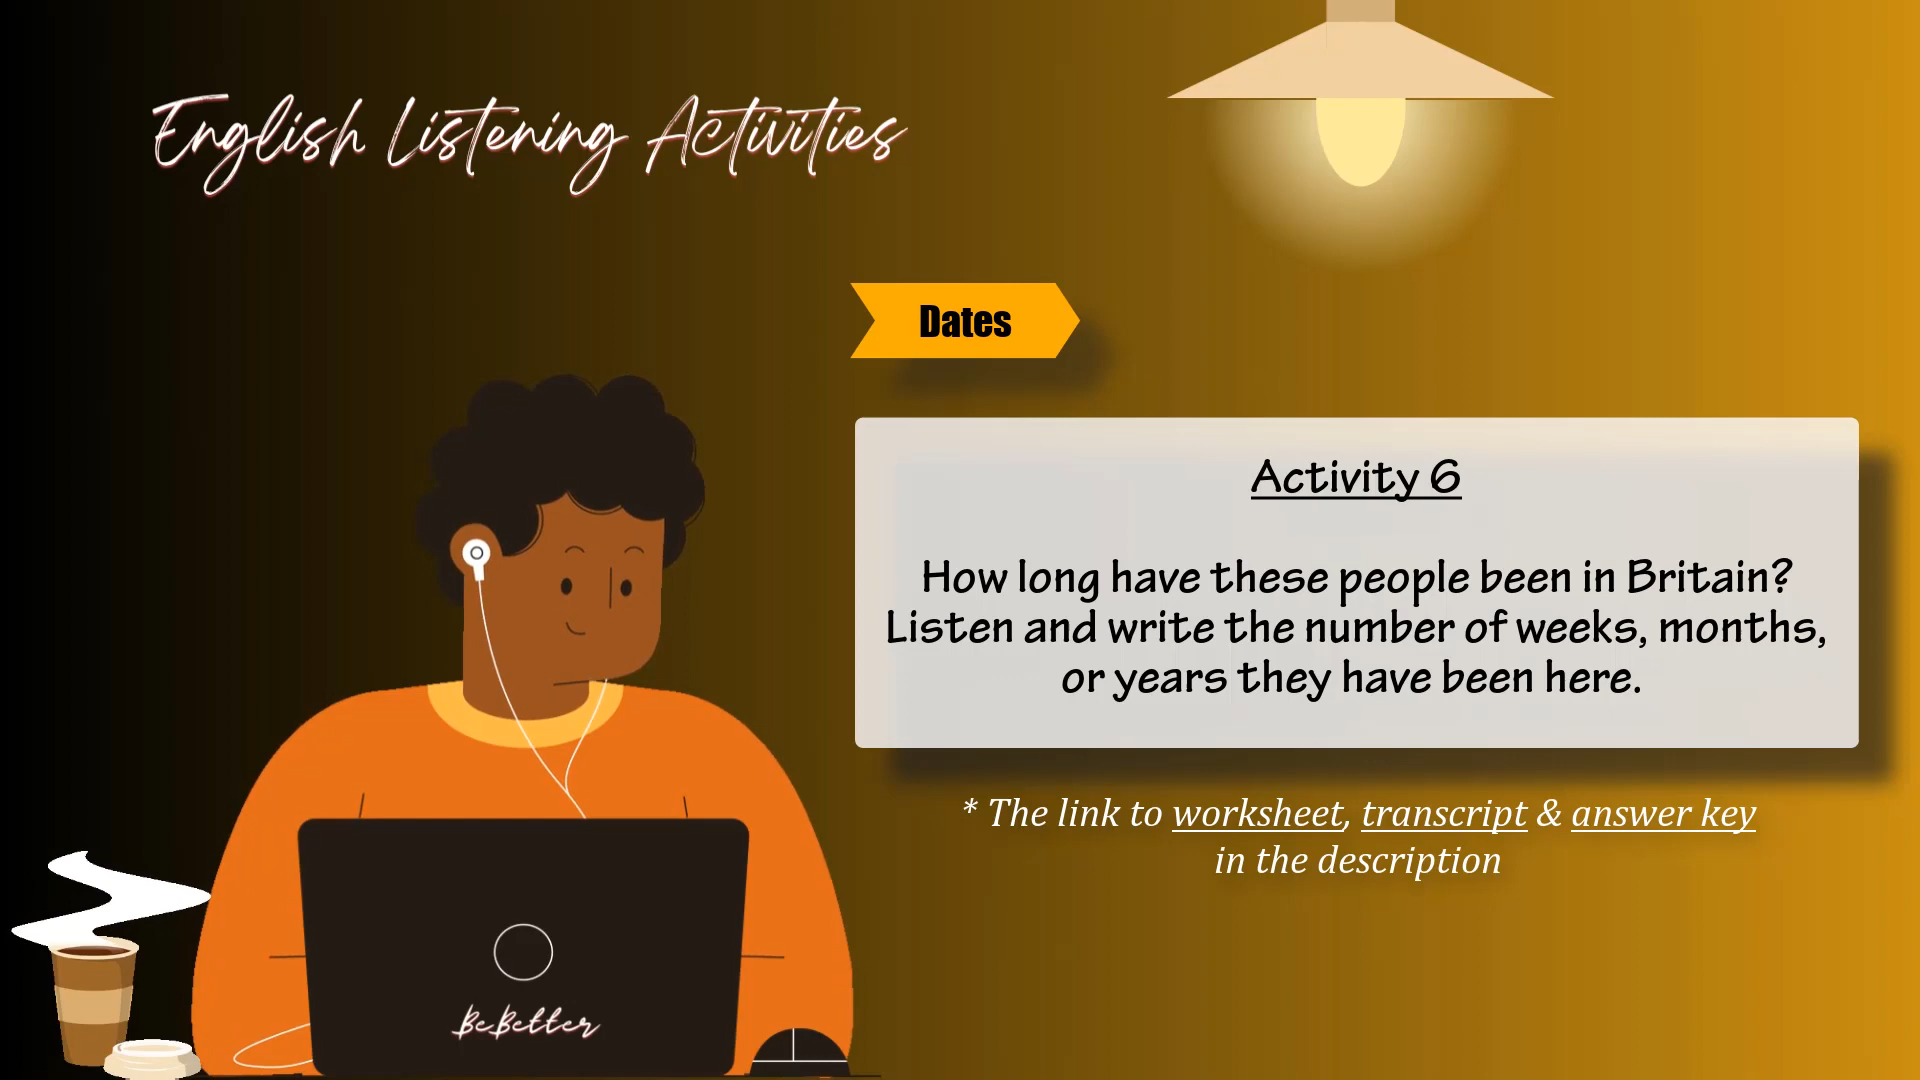 English Listening Activities
Dates
Activity 6
How long have these people been in Britain?
Listen and write the number of weeks, months,
or years they have been here.
* The link to worksheet, transcript & answer key
in the description
BeBetter